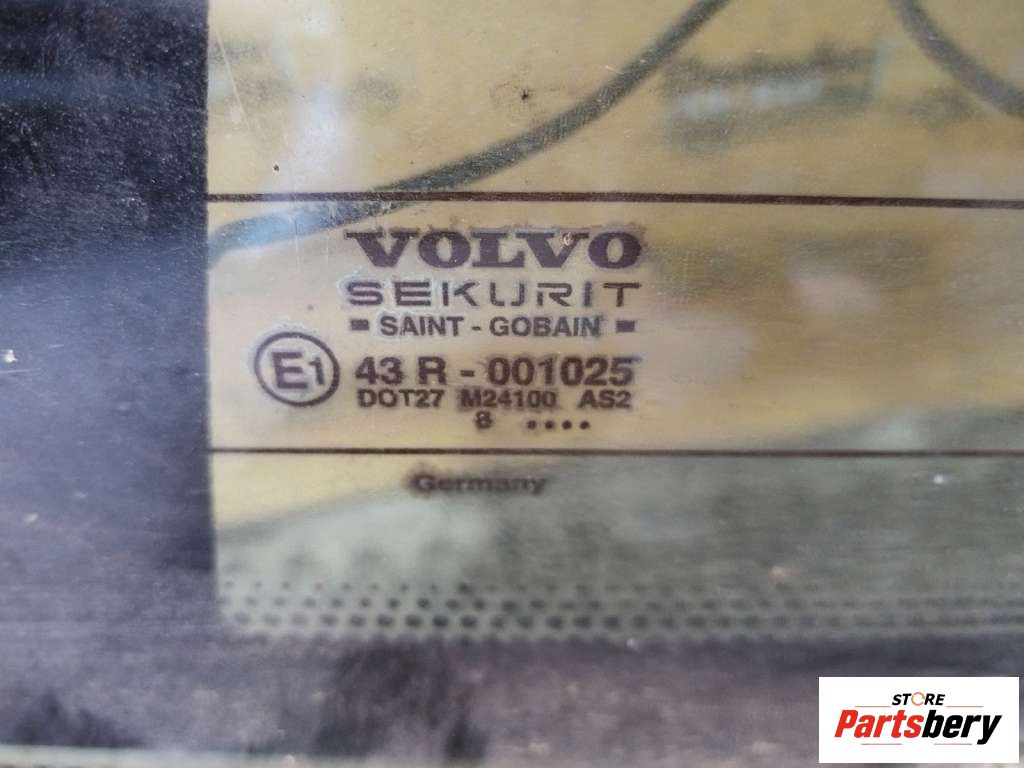 VOLVO
SEKURIT
SAINT - GOBAIN
E1 43 R - 001025
DOT27 M24100 AS2
8 ....
Germany
STORE
Partsbery